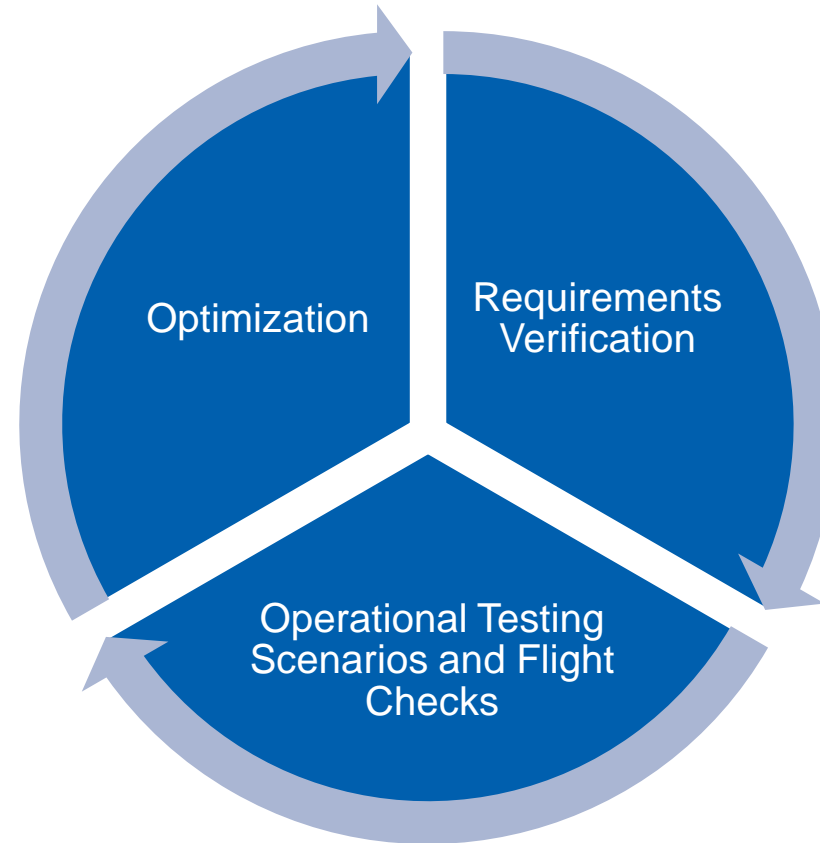 Optimization
Requirements
Verification
Operational Testing
Scenarios and Flight
Checks